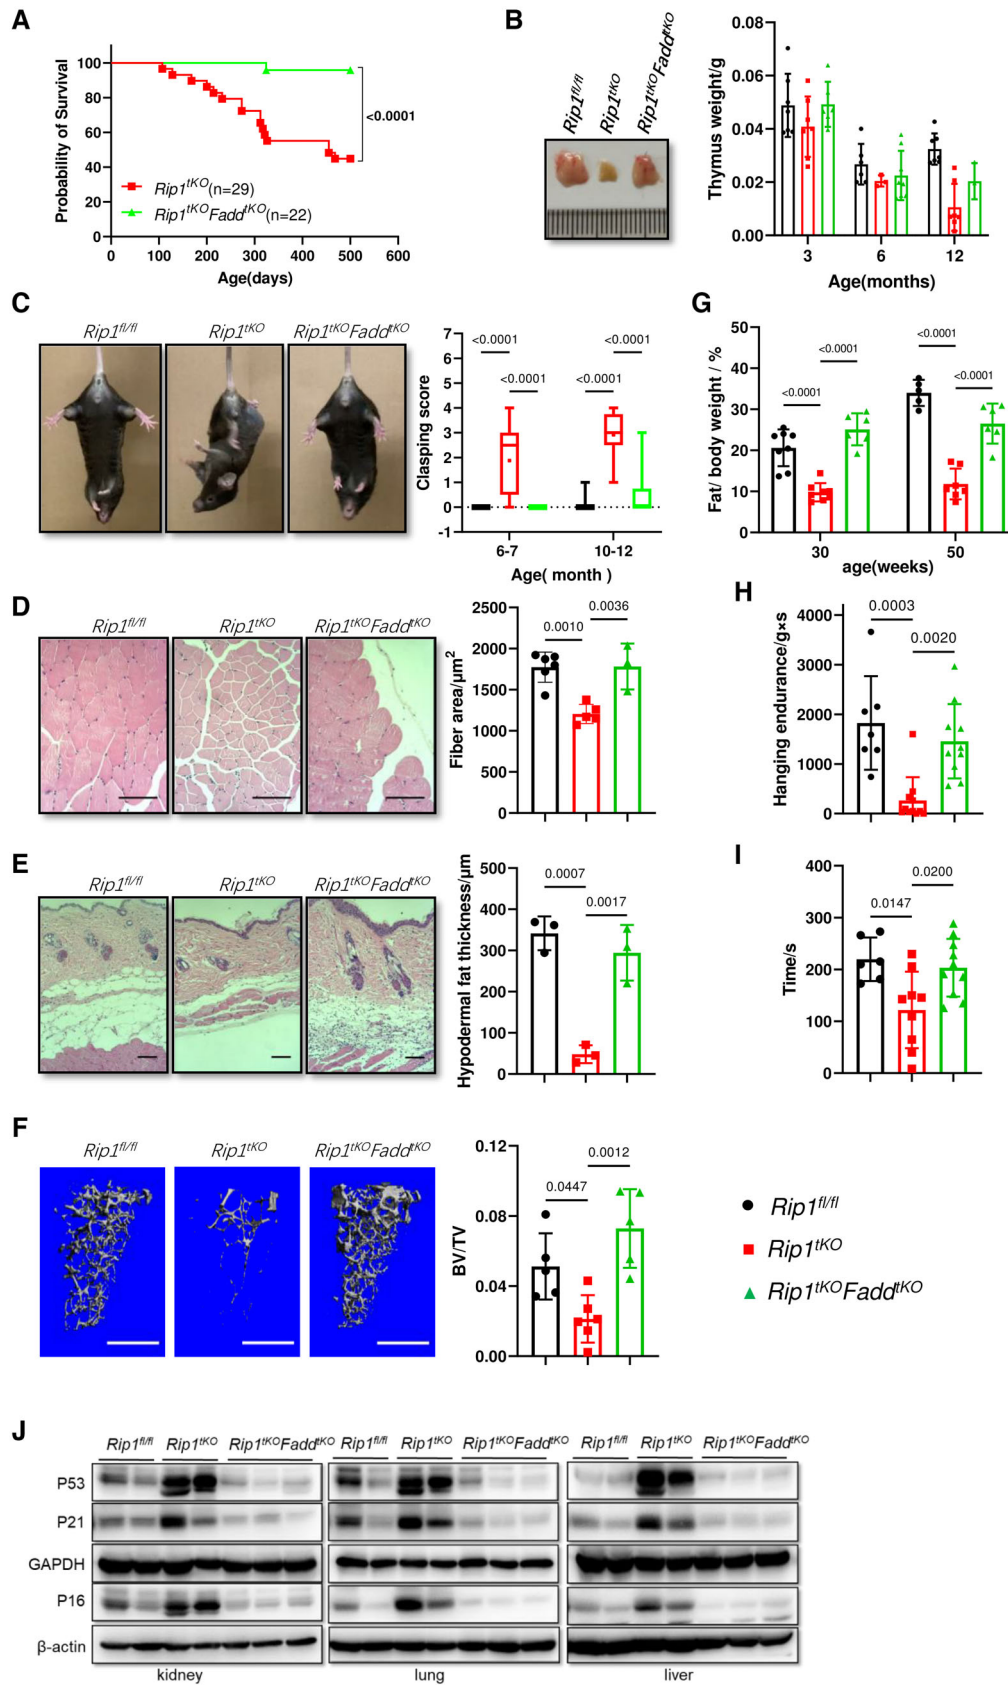 A
Probability of Survival
100
80
60
40
20
0
0 100 200 300 400 500 600
Age(days)
<0.0001
Rip1tKO(n=29)
Rip1tKOFaddtKO(n=22)
B
Rip1fl/fl
Rip1tKO
Rip1tKOFaddtKO
Thymus weight/g
0.08
0.06
0.04
0.02
0.00
3 6 12
Age(months)
C
Rip1fl/fl Rip1tKO Rip1tKOFaddtKO
Clasping score
7
6
5
4
3
2
1
0
-1
<0.0001 <0.0001
<0.0001 <0.0001
6-7 10-12
Age( month )
G
Fat/ body weight / %
50
40
30
20
10
0
<0.0001
<0.0001
<0.0001
<0.0001
30 50
age(weeks)
D
Rip1fl/fl Rip1tKO Rip1tKOFaddtKO
Fiber area/μm²
2500
2000
1500
1000
500
0
0.0036
0.0010
H
Hanging endurance/g×s
4000
3000
2000
1000
0
0.0003
0.0020
E
Rip1fl/fl Rip1tKO Rip1tKOFaddtKO
Hypodermal fat thickness/μm
500
400
300
200
100
0
0.0007
0.0017
I
Time/s
400
300
200
100
0
0.0200
0.0147
F
Rip1fl/fl Rip1tKO Rip1tKOFaddtKO
BV/TV
0.12
0.08
0.04
0.00
0.0012
0.0447
Rip1fl/fl
Rip1tKO
Rip1tKOFaddtKO
J
Rip1fl/fl Rip1tKO Rip1tKOFaddtKO Rip1fl/fl Rip1tKO Rip1tKOFaddtKO Rip1fl/fl Rip1tKO Rip1tKOFaddtKO
P53
P21
GAPDH
P16
β-actin
kidney lung liver